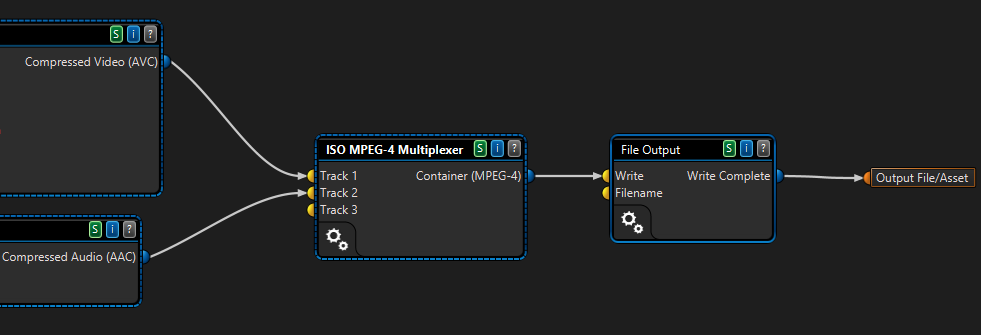 S i ?
Compressed Video (AVC)
ISO MPEG-4 Multiplexer S i ?
Track 1 Container (MPEG-4)
Track 2
Track 3
File Output S i ?
Write Write Complete
Filename
Output File/Asset
S i ?
Compressed Audio (AAC)